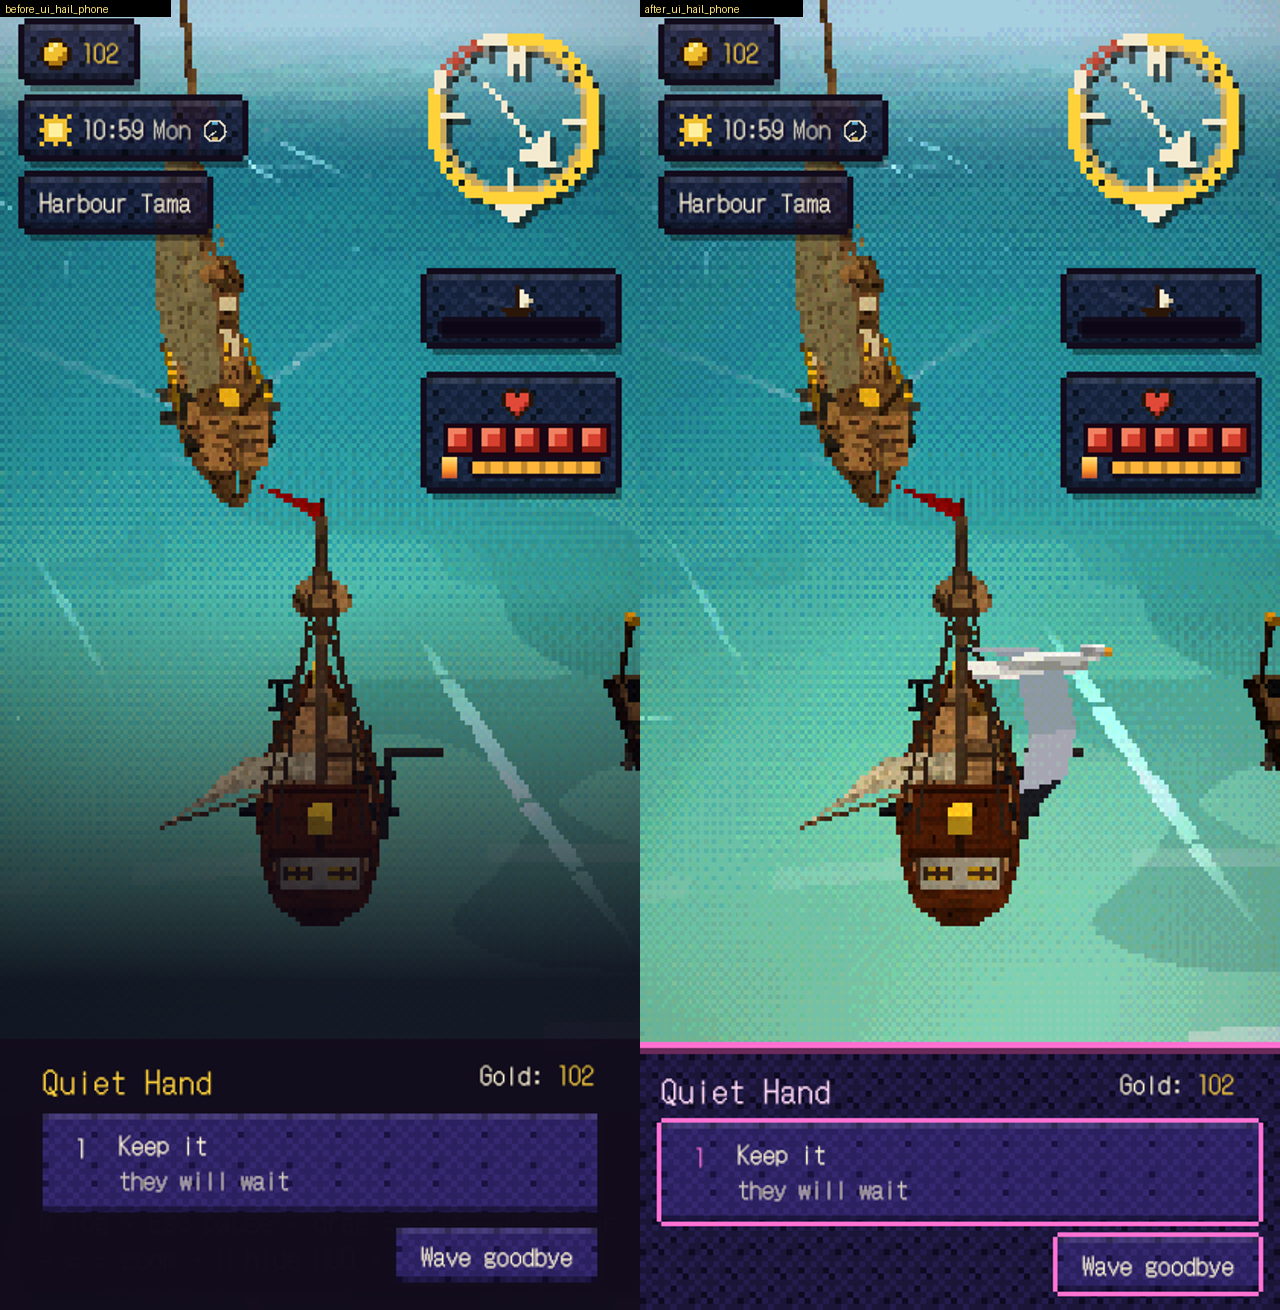 before_ui_hail_phone
102
10:59 Mon
Harbour Tama
N
Quiet Hand
Gold: 102
1 Keep it
they will wait
Wave goodbye
after_ui_hail_phone
102
10:59 Mon
Harbour Tama
N
Quiet Hand
Gold: 102
1 Keep it
they will wait
Wave goodbye